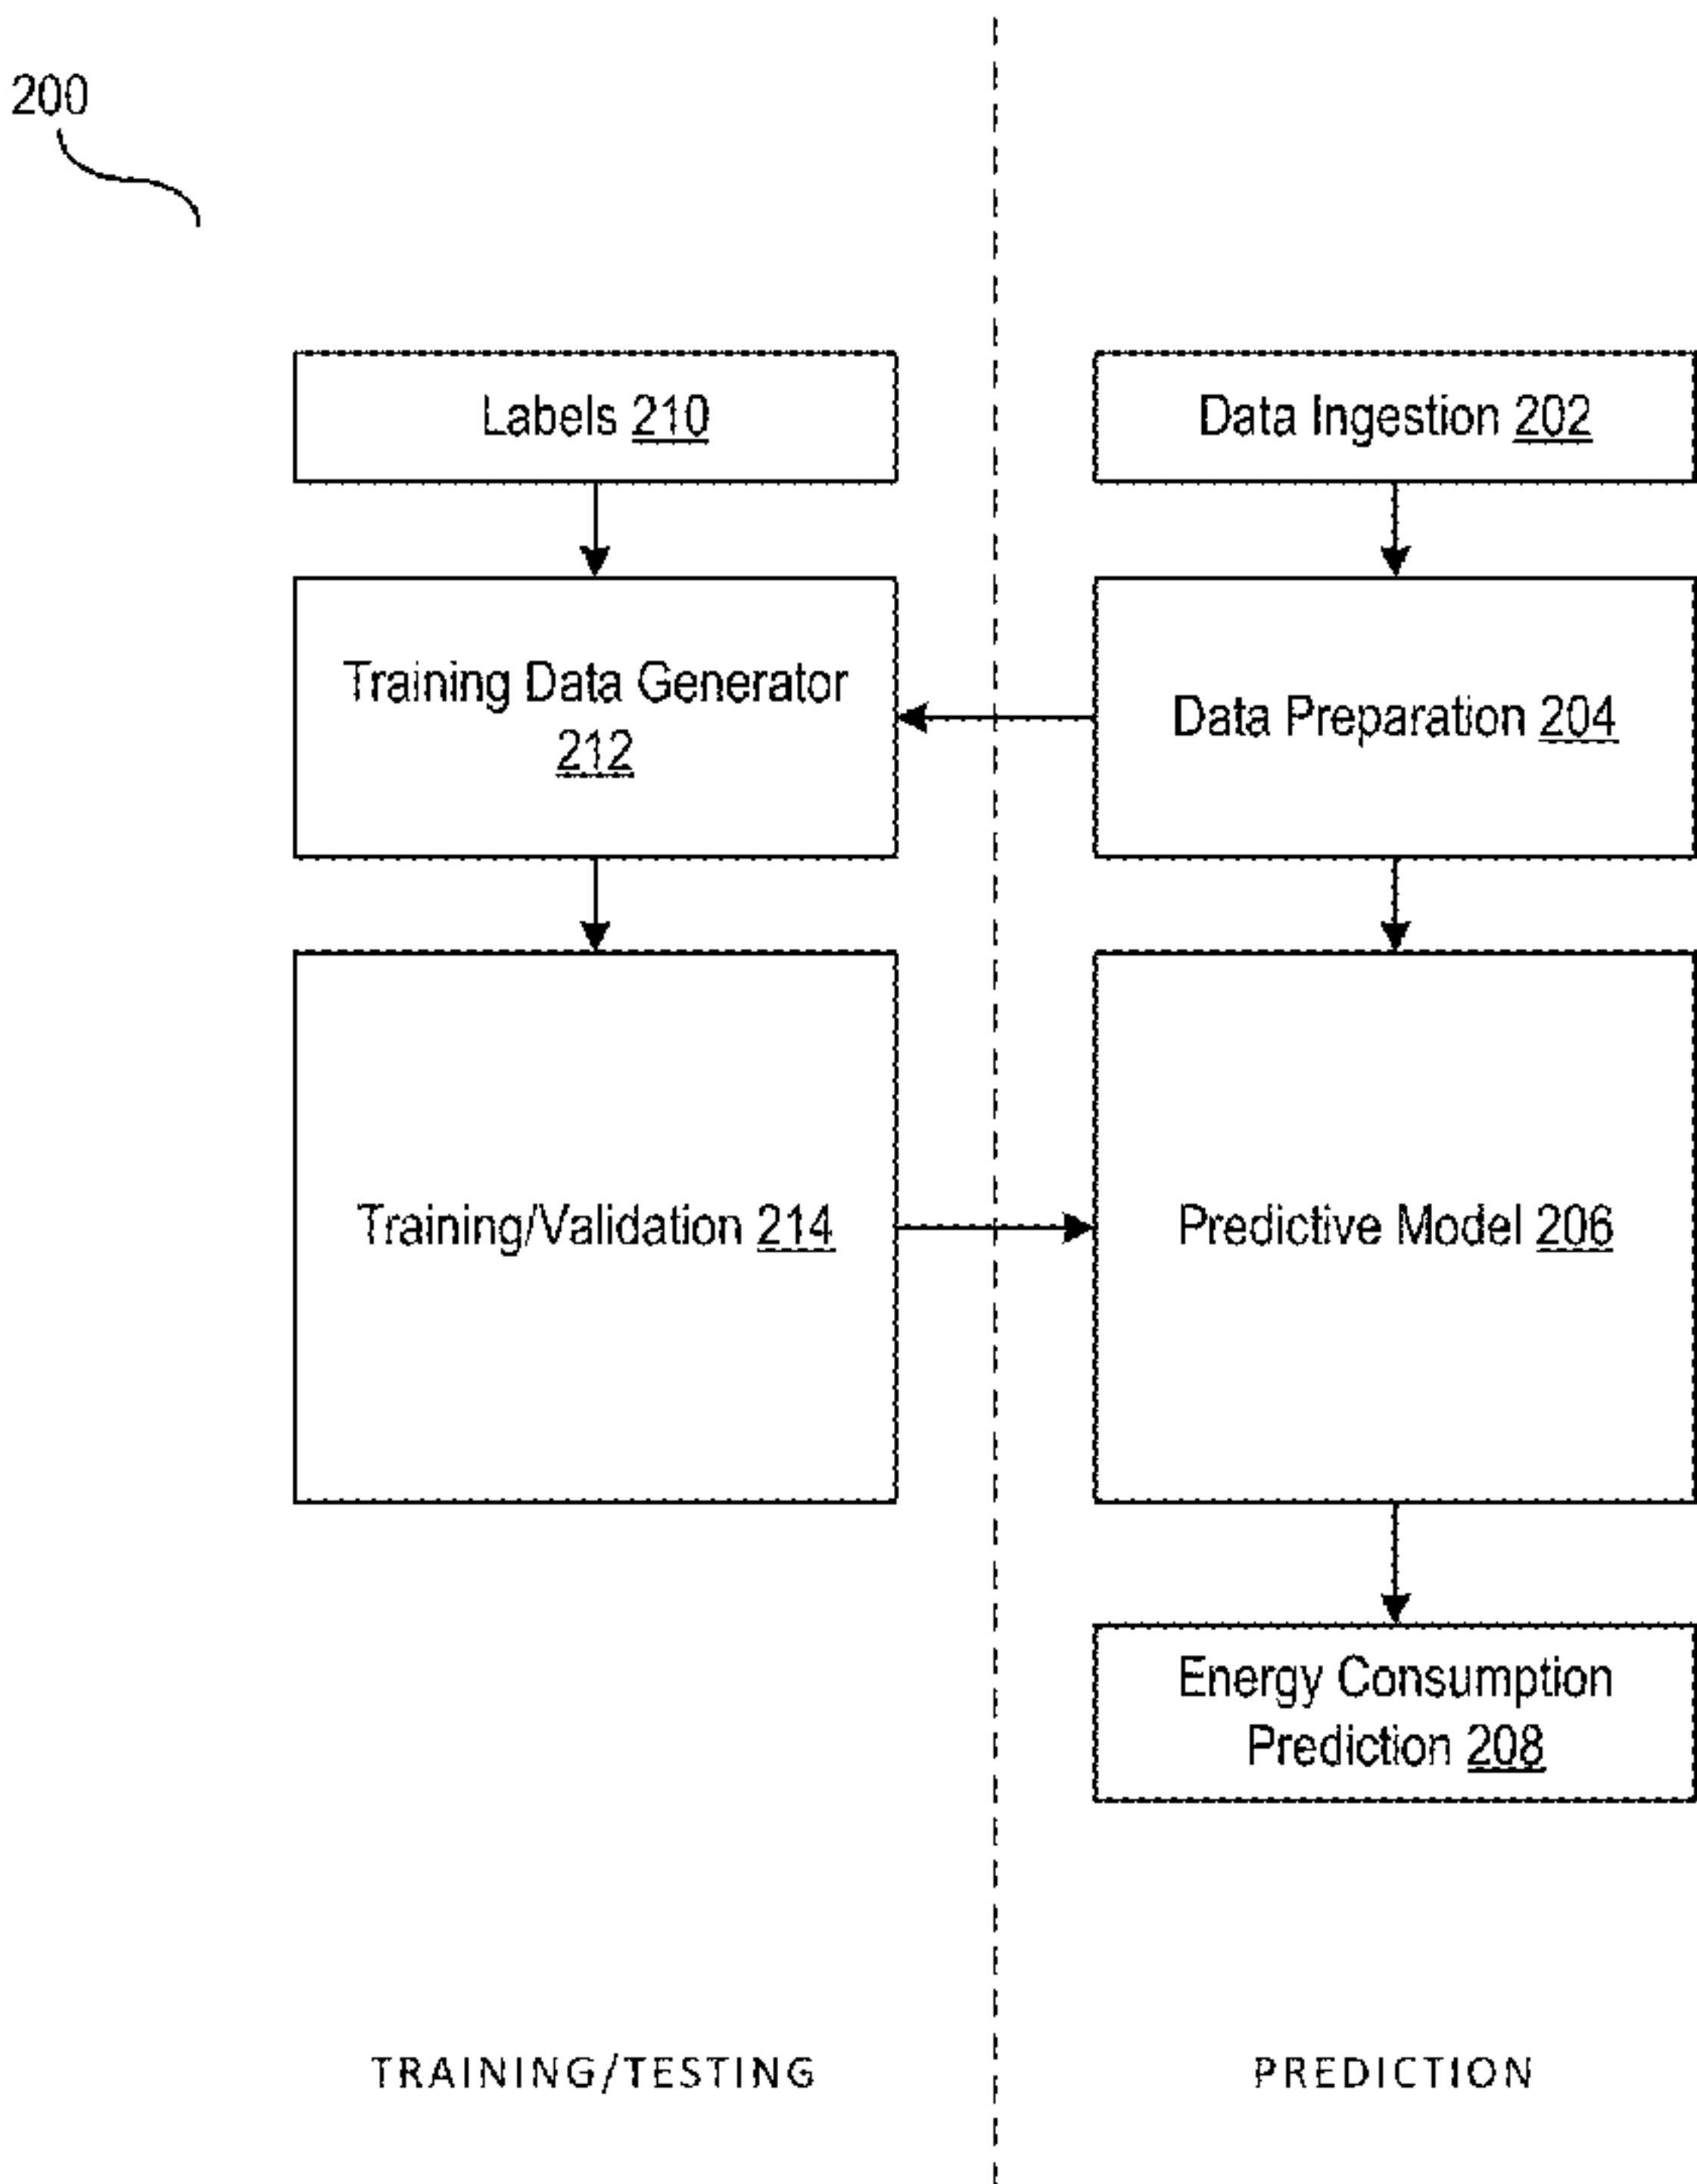 200
Labels 210
Data Ingestion 202
Training Data Generator
212
Data Preparation 204
Training/Validation 214
Predictive Model 206
Energy Consumption
Prediction 208
TRAINING/TESTING
PREDICTION